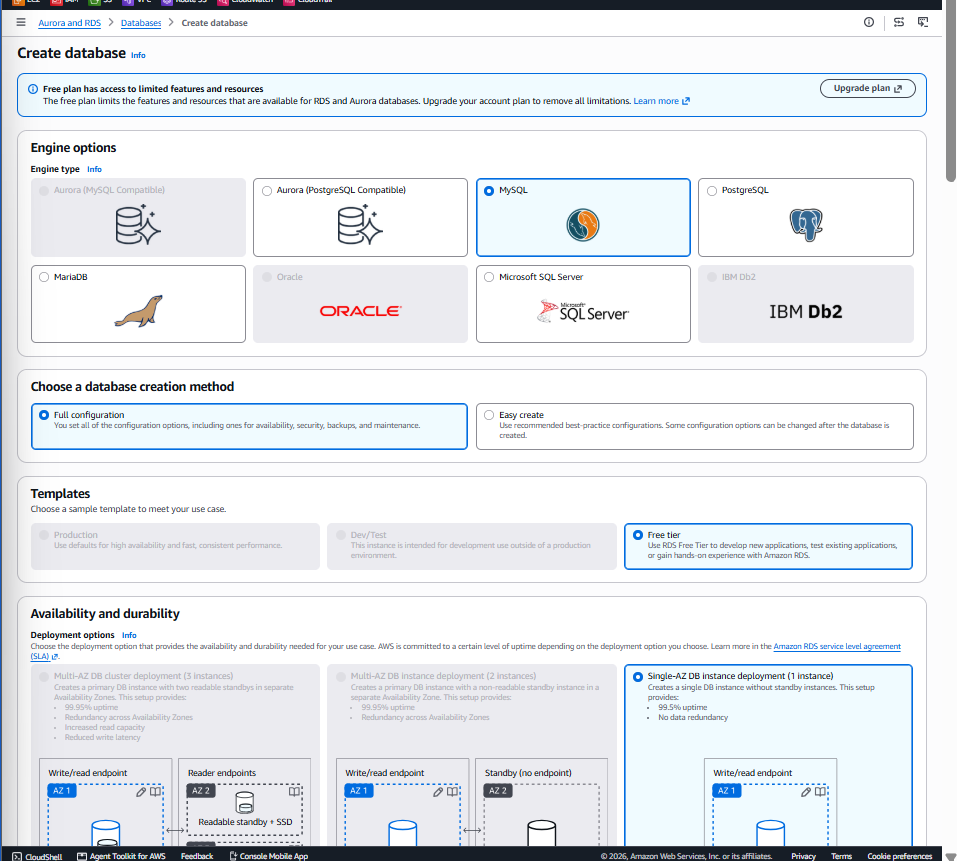 EC2 IAM S3 VPC Route 53 CloudWatch CloudTrail
Aurora and RDS > Databases > Create database
Create database Info
Free plan has access to limited features and resources
The free plan limits the features and resources that are available for RDS and Aurora databases. Upgrade your account plan to remove all limitations. Learn more
Upgrade plan
Engine options
Engine type Info
Aurora (MySQL Compatible)
Aurora (PostgreSQL Compatible)
MySQL
PostgreSQL
MariaDB
Oracle
ORACLE
Microsoft SQL Server
Microsoft
SQL Server
IBM Db2
IBM Db2
Choose a database creation method
Full configuration
You set all of the configuration options, including ones for availability, security, backups, and maintenance.
Easy create
Use recommended best-practice configurations. Some configuration options can be changed after the database is
created.
Templates
Choose a sample template to meet your use case.
Production
Use defaults for high availability and fast, consistent performance.
Dev/Test
This instance is intended for development use outside of a production
environment.
Free tier
Use RDS Free Tier to develop new applications, test existing applications,
or gain hands-on experience with Amazon RDS.
Availability and durability
Deployment options Info
Choose the deployment option that provides the availability and durability needed for your use case. AWS is committed to a certain level of uptime depending on the deployment option you choose. Learn more in the Amazon RDS service level agreement
(SLA).
Multi-AZ DB cluster deployment (3 instances)
Creates a primary DB instance with two readable standbys in separate
Availability Zones. This setup provides:
• 99.95% uptime
• Redundancy across Availability Zones
• Increased read capacity
• Reduced write latency
Write/read endpoint
AZ 1
Reader endpoints
AZ 2
Readable standby + SSD
Multi-AZ DB instance deployment (2 instances)
Creates a primary DB instance with a non-readable standby instance in a
separate Availability Zone. This setup provides:
• 99.95% uptime
• Redundancy across Availability Zones
Write/read endpoint
AZ 1
Standby (no endpoint)
AZ 2
Single-AZ DB instance deployment (1 instance)
Creates a single DB instance without standby instances. This setup
provides:
• 99.5% uptime
• No data redundancy
Write/read endpoint
AZ 1
CloudShell Agent Toolkit for AWS Feedback Console Mobile App © 2026, Amazon Web Services, Inc. or its affiliates. Privacy Terms Cookie preferences